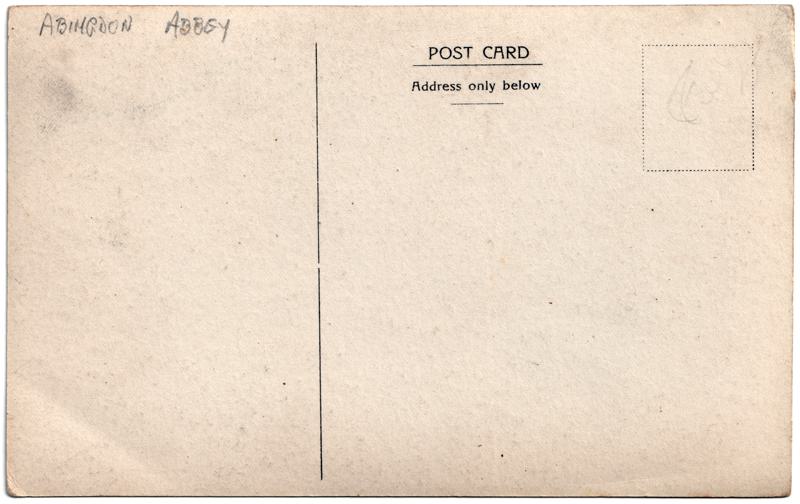 ABINGDON ABBEY
POST CARD
Address only below